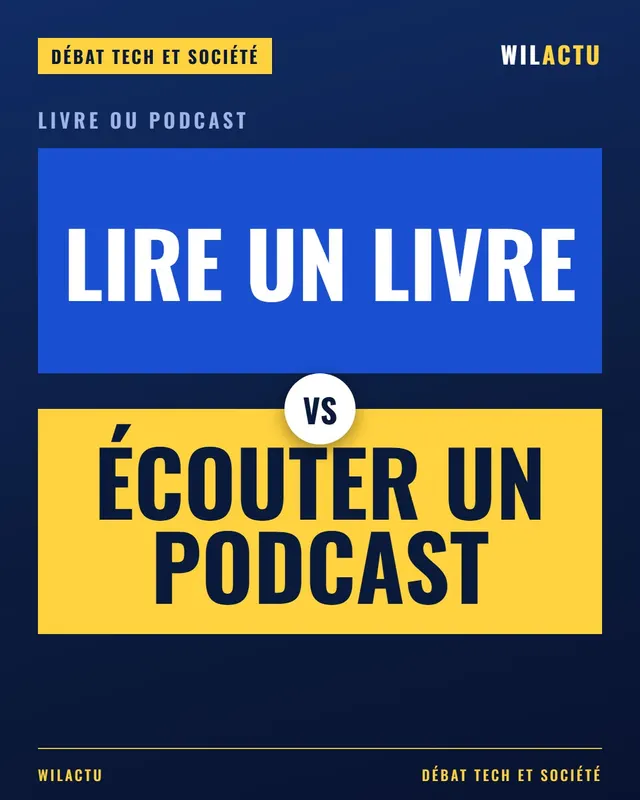 DÉBAT TECH ET SOCIÉTÉ
WILACTU
LIVRE OU PODCAST
LIRE UN LIVRE
VS
ÉCOUTER UN
PODCAST
WILACTU
DÉBAT TECH ET SOCIÉTÉ